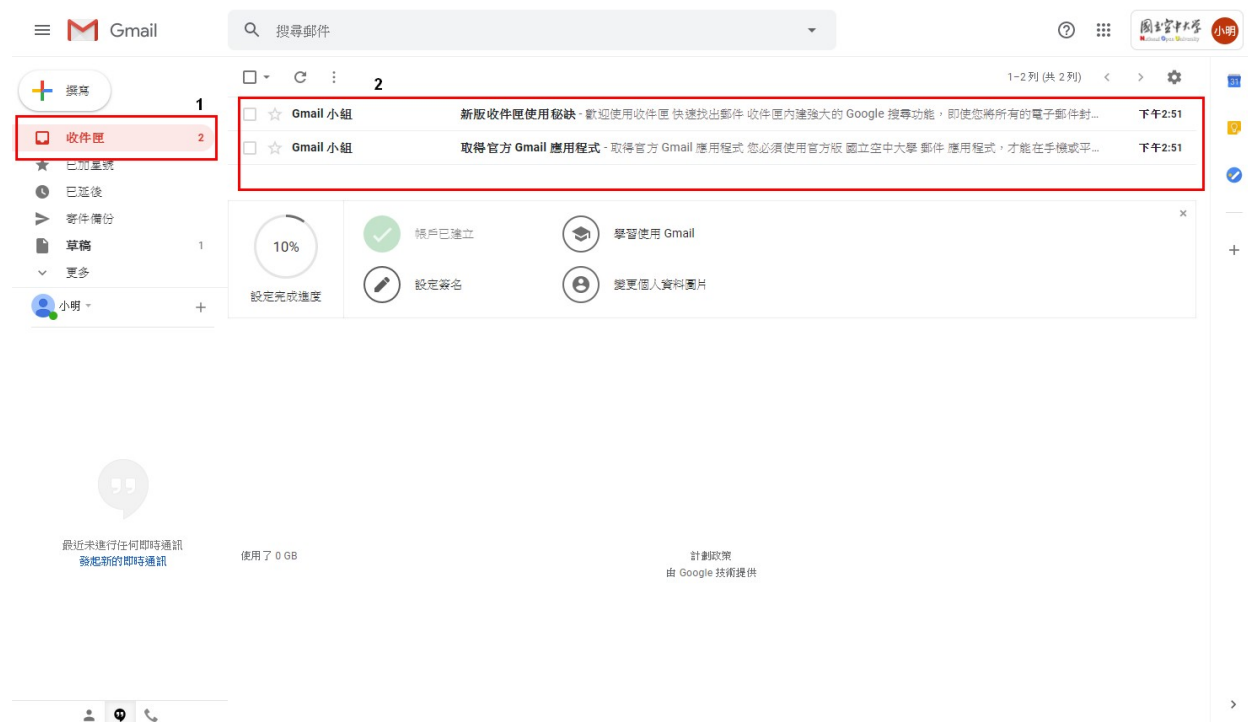 Gmail
搜尋郵件
國立空中大學
National Open University
小明
撰寫
1
收件匣 2
已加星號
已延後
寄件備份
草稿 1
更多
小明
2
1-2列 (共 2列)
Gmail 小組 新版收件匣使用秘訣 - 歡迎使用收件匣 快速找出郵件 收件匣內建強大的 Google 搜尋功能，即使您將所有的電子郵件封... 下午2:51
Gmail 小組 取得官方 Gmail 應用程式 - 取得官方 Gmail 應用程式 您必須使用官方版 國立空中大學 郵件 應用程式，才能在手機或平... 下午2:51
10%
設定完成進度
帳戶已建立
學習使用 Gmail
設定簽名
變更個人資料圖片
31
最近未進行任何即時通訊
發起新的即時通訊
使用了 0 GB
計劃政策
由 Google 技術提供